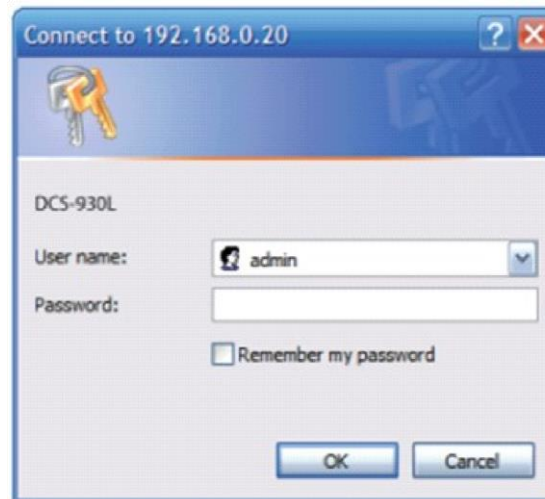 Connect to 192.168.0.20
DCS-930L
User name: admin
Password:
Remember my password
OK Cancel